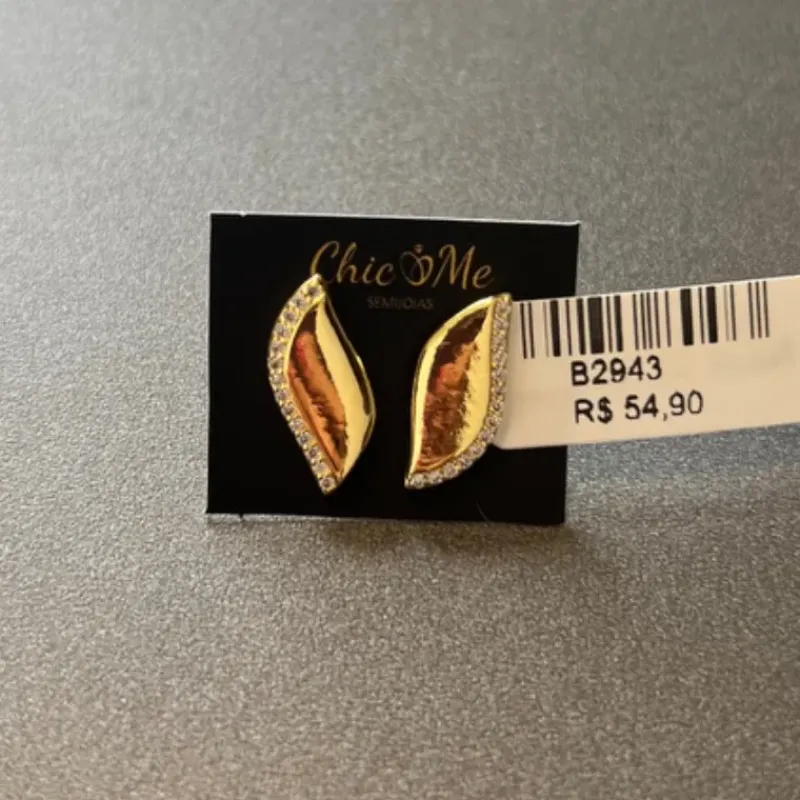 Chic Me
SEMIJOIAS
B2943
R$ 54,90